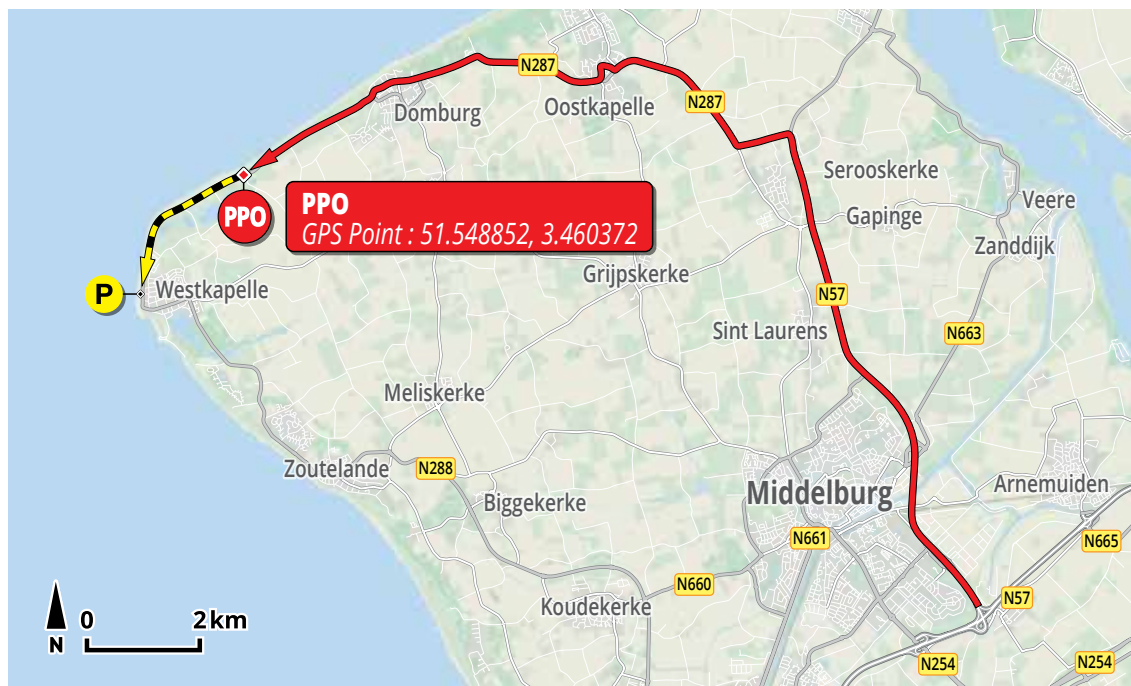 N287
Domburg
Oostkapelle
N287
Serooskerke
Veere
Gapinge
Zanddijk
PPO
PPO
GPS Point : 51.548852, 3.460372
Grijpskerke
P
Westkapelle
N57
Sint Laurens
N663
Meliskerke
Zoutelande
N288
Biggekerke
Middelburg
Arnemuiden
N661
N665
N660
N57
Koudekerke
0 2 km
N
N254
N254